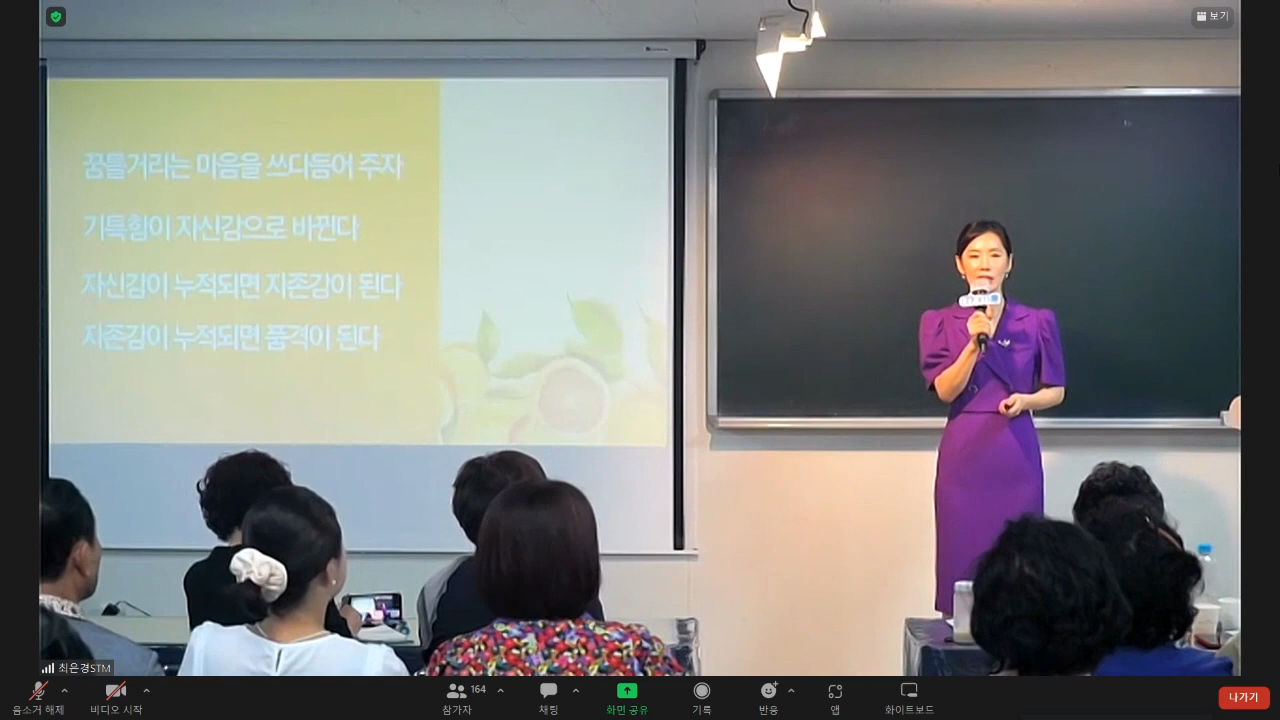 보기
꿈틀거리는 마음을 쓰다듬어 주자
기특함이 자신감으로 바뀐다
자신감이 누적되면 자존감이 된다
자존감이 누적되면 품격이 된다
최은경STM
음소거 해제
비디오 시작
164
참가자
채팅
화면 공유
기록
반응
앱
화이트보드
나가기